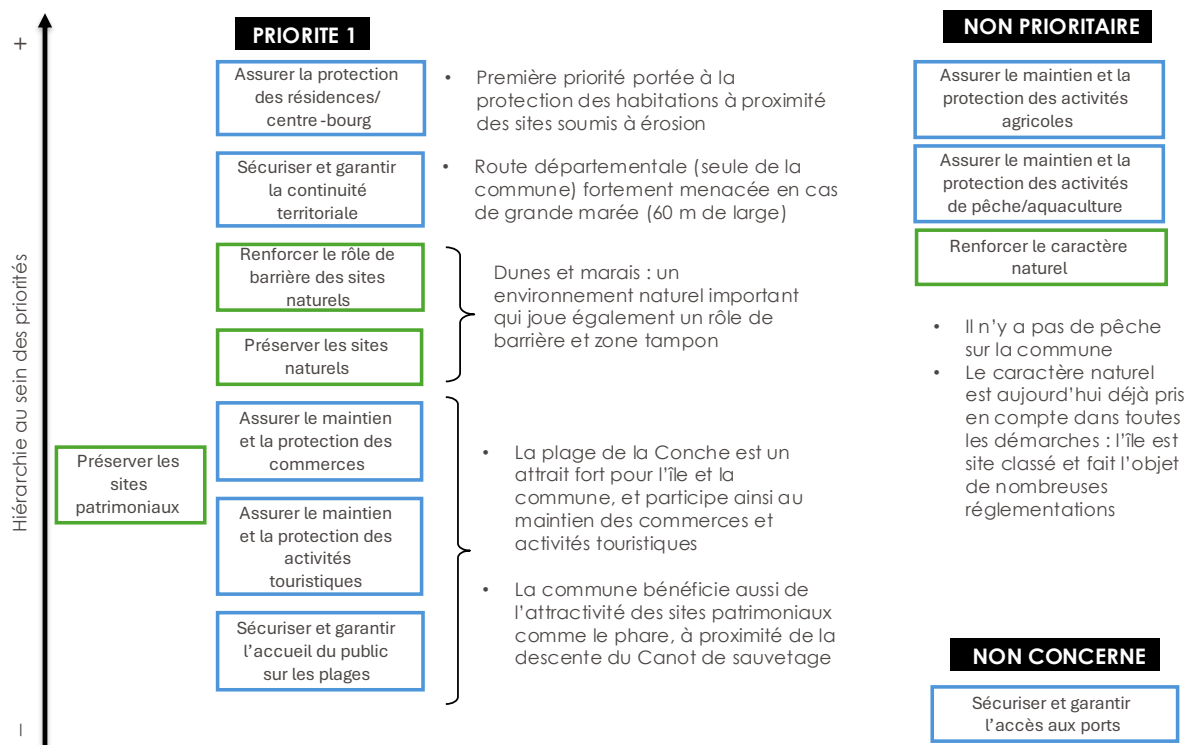 Hiérarchie au sein des priorités
+
–
PRIORITE 1
Assurer la protection
des résidences/
centre-bourg
• Première priorité portée à la
protection des habitations à proximité
des sites soumis à érosion
Sécuriser et garantir
la continuité
territoriale
• Route départementale (seule de la
commune) fortement menacée en cas
de grande marée (60 m de large)
Renforcer le rôle de
barrière des sites
naturels
Préserver les sites
naturels
Dunes et marais : un
environnement naturel important
qui joue également un rôle de
barrière et zone tampon
Préserver les
sites
patrimoniaux
Assurer le maintien
et la protection des
commerces
Assurer le maintien
et la protection des
activités
touristiques
Sécuriser et garantir
l'accueil du public
sur les plages
• La plage de la Conche est un
attrait fort pour l'île et la
commune, et participe ainsi au
maintien des commerces et
activités touristiques
• La commune bénéficie aussi de
l'attractivité des sites patrimoniaux
comme le phare, à proximité de la
descente du Canot de sauvetage
NON PRIORITAIRE
Assurer le maintien et la
protection des activités
agricoles
Assurer le maintien et la
protection des activités
de pêche/aquaculture
Renforcer le caractère
naturel
• Il n'y a pas de pêche
sur la commune
• Le caractère naturel
est aujourd'hui déjà pris
en compte dans toutes
les démarches : l'île est
site classé et fait l'objet
de nombreuses
réglementations
NON CONCERNE
Sécuriser et garantir
l'accès aux ports